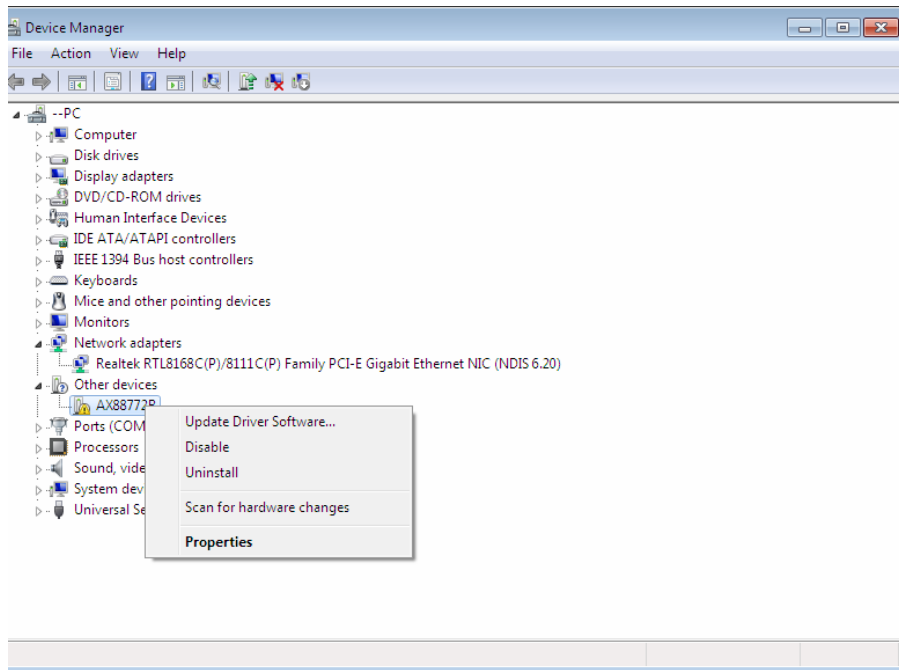 Device Manager
File Action View Help
--PC
Computer
Disk drives
Display adapters
DVD/CD-ROM drives
Human Interface Devices
IDE ATA/ATAPI controllers
IEEE 1394 Bus host controllers
Keyboards
Mice and other pointing devices
Monitors
Network adapters
Realtek RTL8168C(P)/8111C(P) Family PCI-E Gigabit Ethernet NIC (NDIS 6.20)
Other devices
AX88772B
Update Driver Software...
Ports (COM
Disable
Processors
Uninstall
Sound, vide
System dev
Scan for hardware changes
Universal Se
Properties